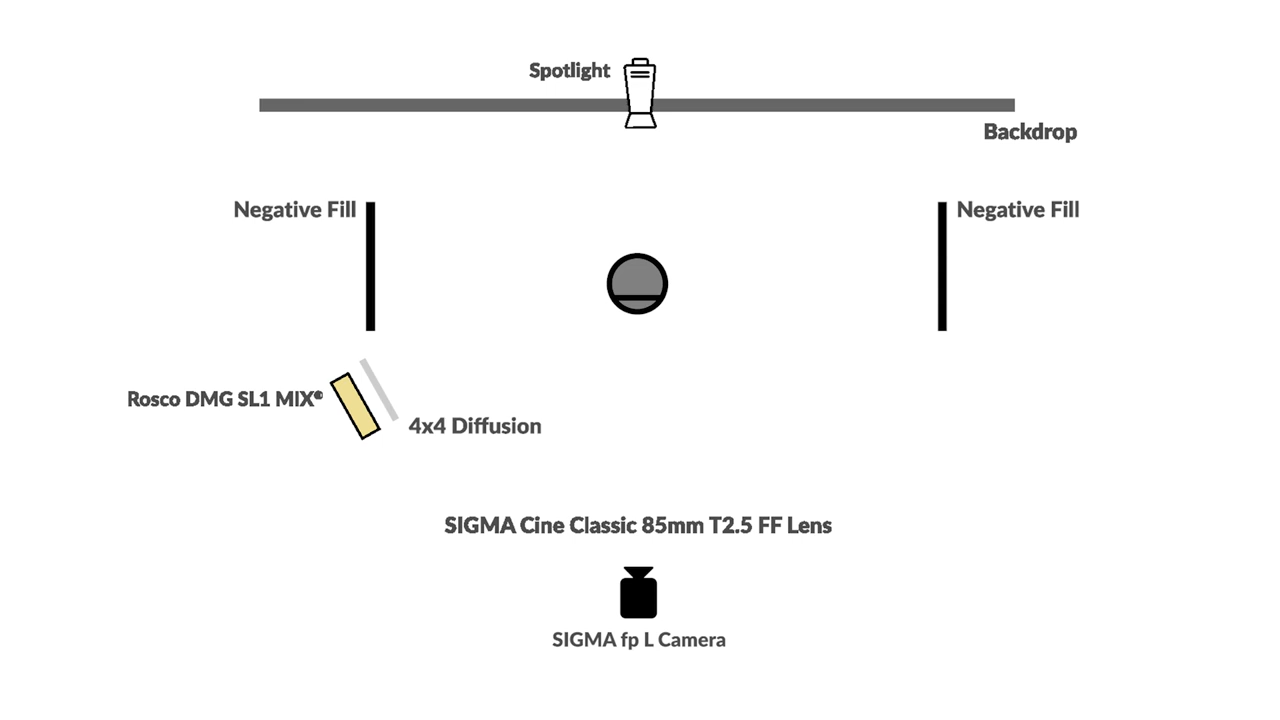 Spotlight
Backdrop
Negative Fill
Negative Fill
Rosco DMG SL1 MIX®
4x4 Diffusion
SIGMA Cine Classic 85mm T2.5 FF Lens
SIGMA fp L Camera